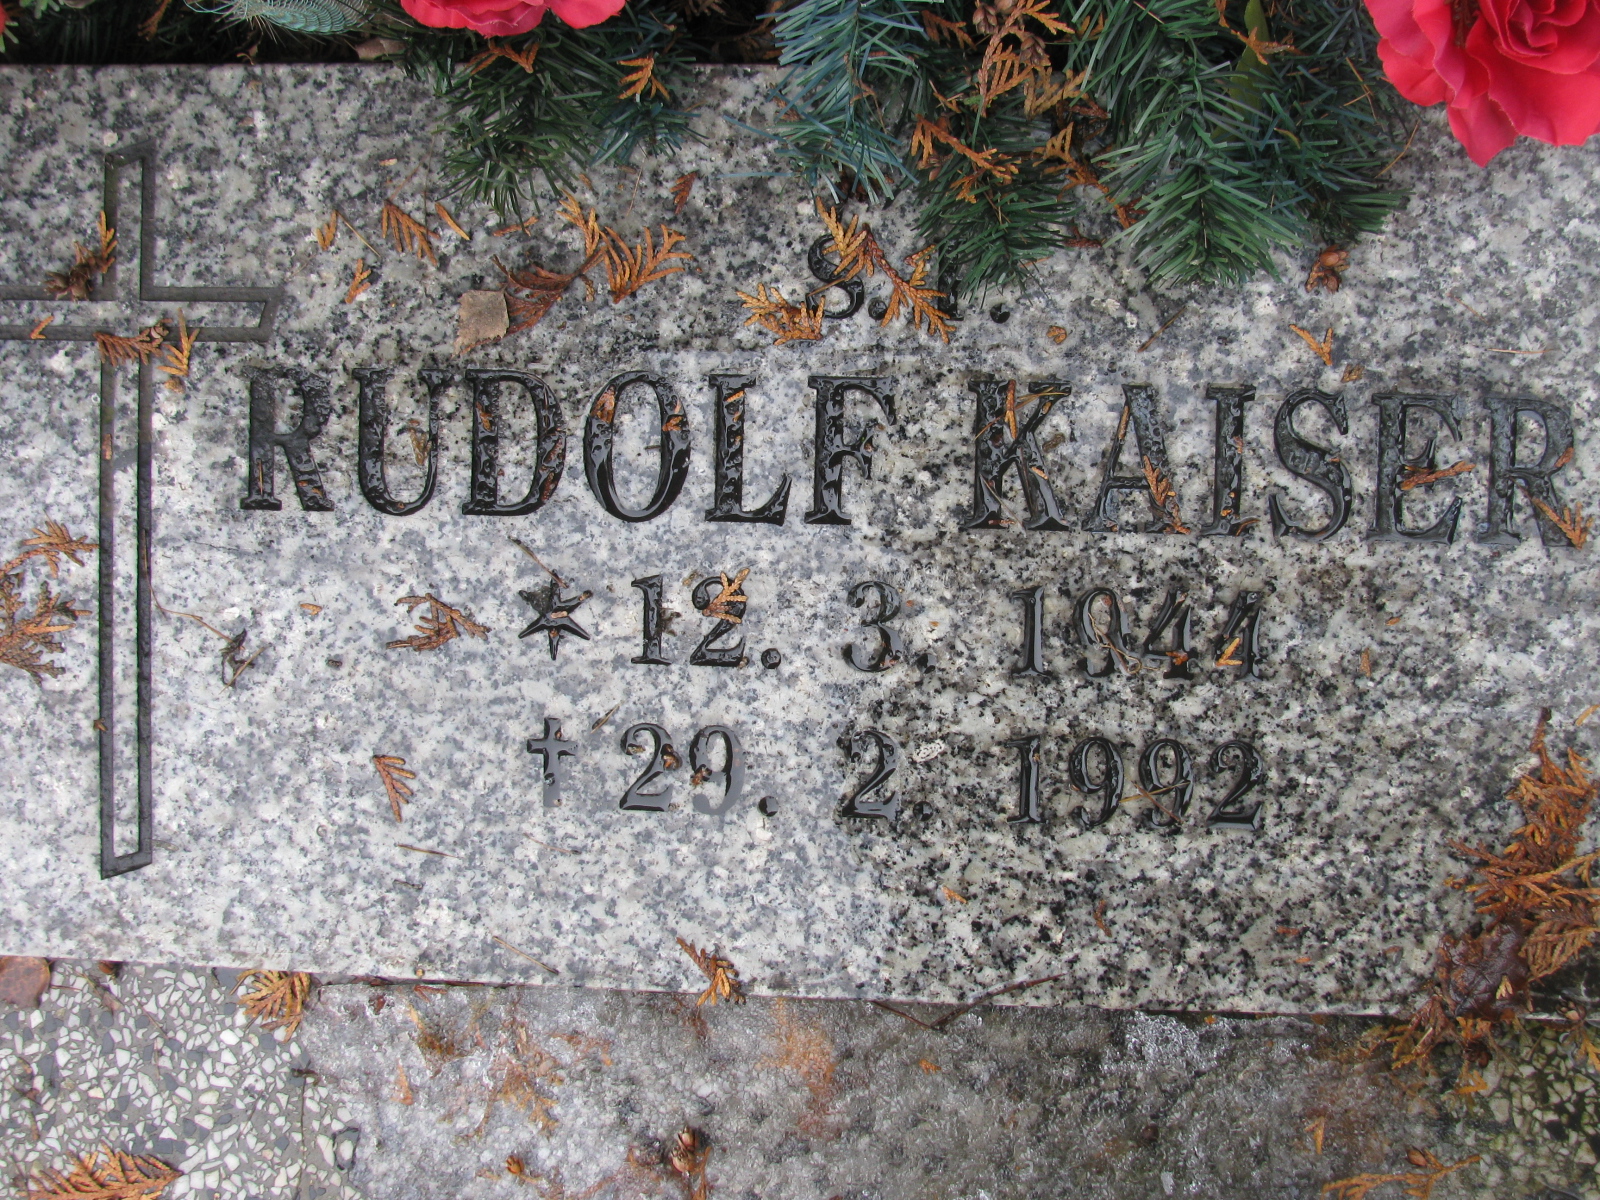 Ś.P.
RUDOLF KAISER
★ 12. 3. 1944
✝ 29. 2. 1992